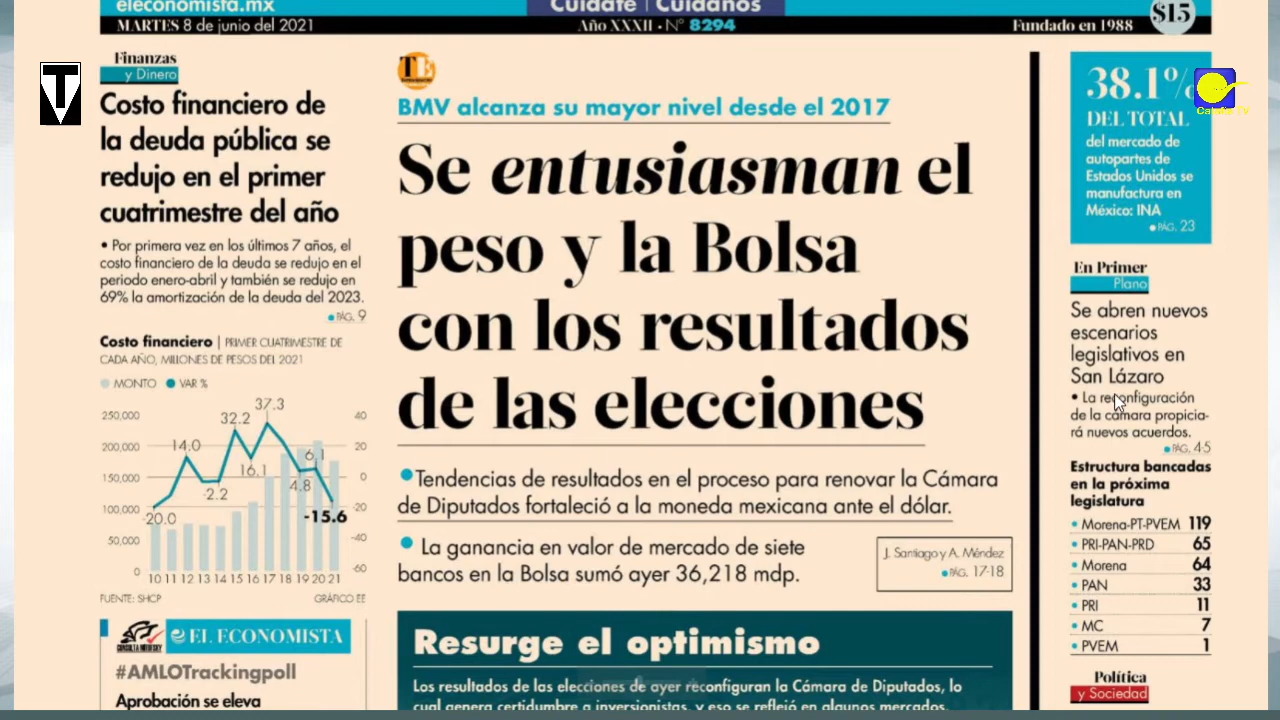 eleconomista.mx
Cuídate | Cuídanos
MARTES 8 de junio del 2021
Año XXXII • Nº 8294
Fundado en 1988
$15
Finanzas
y Dinero
Costo financiero de
la deuda pública se
redujo en el primer
cuatrimestre del año
• Por primera vez en los últimos 7 años, el
costo financiero de la deuda se redujo en el
periodo enero-abril y también se redujo en
69% la amortización de la deuda del 2023.
• PÁG. 9
Costo financiero | PRIMER CUATRIMESTRE DE
CADA AÑO, MILLONES DE PESOS DEL 2021
MONTO VAR %
250,000
200,000
150,000
100,000
50,000
0
40
20
0
-20
-40
-60
-20.0
14.0
-2.2
32.2
16.1
37.3
4.8
6.1
-15.6
10 11 12 13 14 15 16 17 18 19 20 21
FUENTE: SHCP
GRÁFICO EE
CONSULTA MITOFSKY
EL ECONOMISTA
#AMLOTrackingpoll
Aprobación se eleva
TE
BMV alcanza su mayor nivel desde el 2017
Se entusiasman el
peso y la Bolsa
con los resultados
de las elecciones
• Tendencias de resultados en el proceso para renovar la Cámara
de Diputados fortaleció a la moneda mexicana ante el dólar.
• La ganancia en valor de mercado de siete
bancos en la Bolsa sumó ayer 36,218 mdp.
J. Santiago y A. Méndez
• PÁG. 17-18
Resurge el optimismo
Los resultados de las elecciones de ayer reconfiguran la Cámara de Diputados, lo
cual genera certidumbre a inversionistas, y eso se reflejó en algunos mercados.
38.1%
DEL TOTAL
del mercado de
autopartes de
Estados Unidos se
manufactura en
México: INA
• PÁG. 23
En Primer
Plano
Se abren nuevos
escenarios
legislativos en
San Lázaro
• La reconfiguración
de la cámara propicia-
rá nuevos acuerdos.
• PÁG. 4-5
Estructura bancadas
en la próxima
legislatura
• Morena-PT-PVEM 119
• PRI-PAN-PRD 65
• Morena 64
• PAN 33
• PRI 11
• MC 7
• PVEM 1
Política
y Sociedad